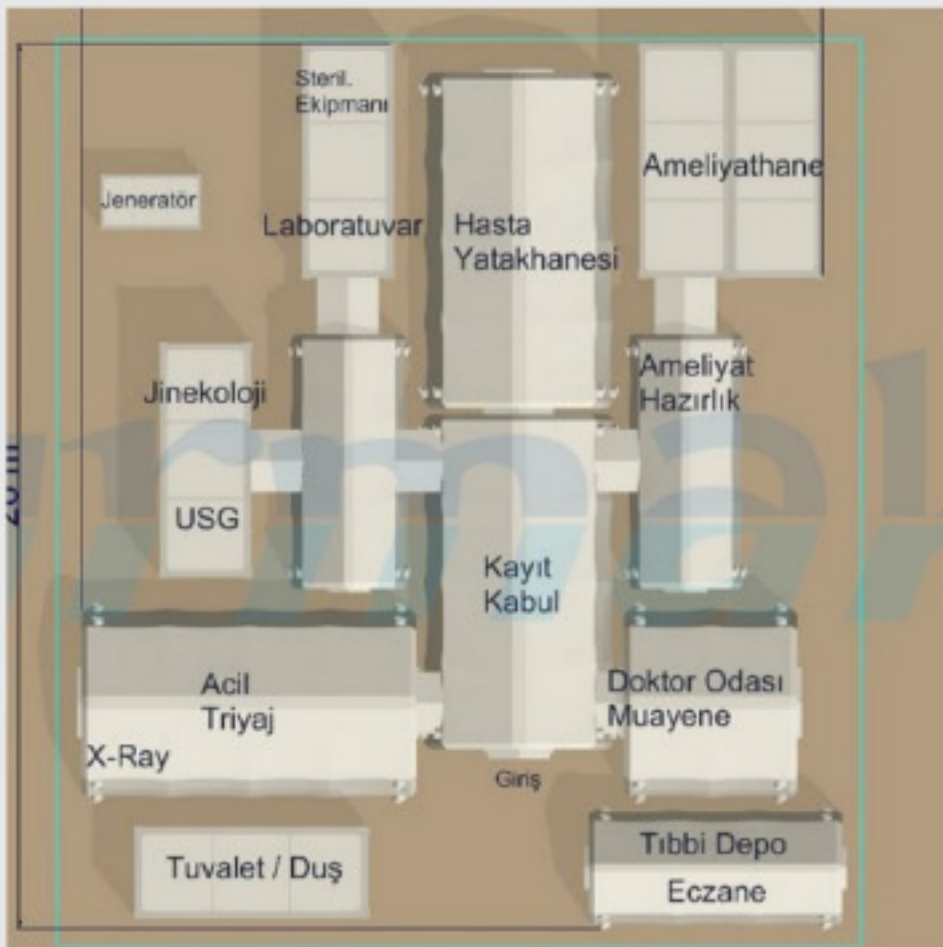 Steril.
Ekipmanı
Ameliyathane
Jeneratör
Laboratuvar
Hasta
Yatakhanesi
Ameliyat
Hazırlık
Jinekoloji
USG
Kayıt
Kabul
Acil
Triyaj
X-Ray
Doktor Odası
Muayene
Giriş
Tıbbi Depo
Eczane
Tuvalet / Duş